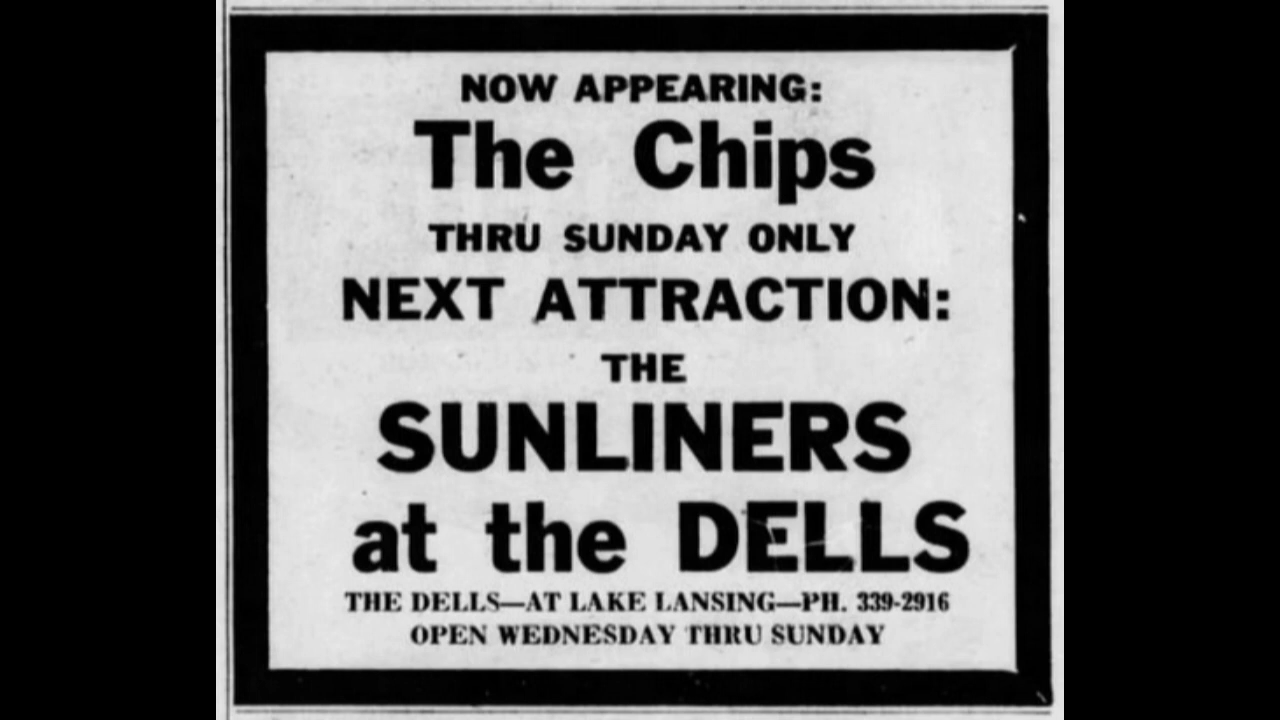 NOW APPEARING:
The Chips
THRU SUNDAY ONLY
NEXT ATTRACTION:
THE
SUNLINERS
at the DELLS
THE DELLS—AT LAKE LANSING—PH. 339-2916
OPEN WEDNESDAY THRU SUNDAY